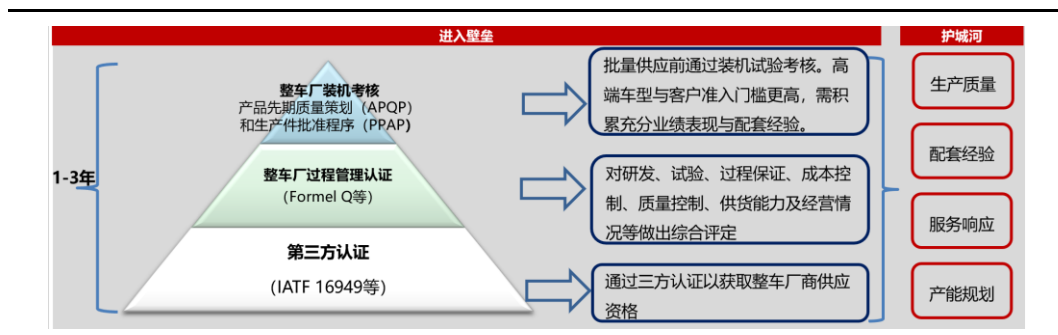 进入壁垒
护城河
1-3年
整车厂装机考核
产品先期质量策划（APQP）
和生产件批准程序（PPAP）
整车厂过程管理认证
(Formel Q等)
第三方认证
(IATF 16949等)
批量供应前通过装机试验考核。高
端车型与客户准入门槛更高，需积
累充分业绩表现与配套经验。
对研发、试验、过程保证、成本控
制、质量控制、供货能力及经营情
况等做出综合评定
通过三方认证以获取整车厂商供应
资格
生产质量
配套经验
服务响应
产能规划